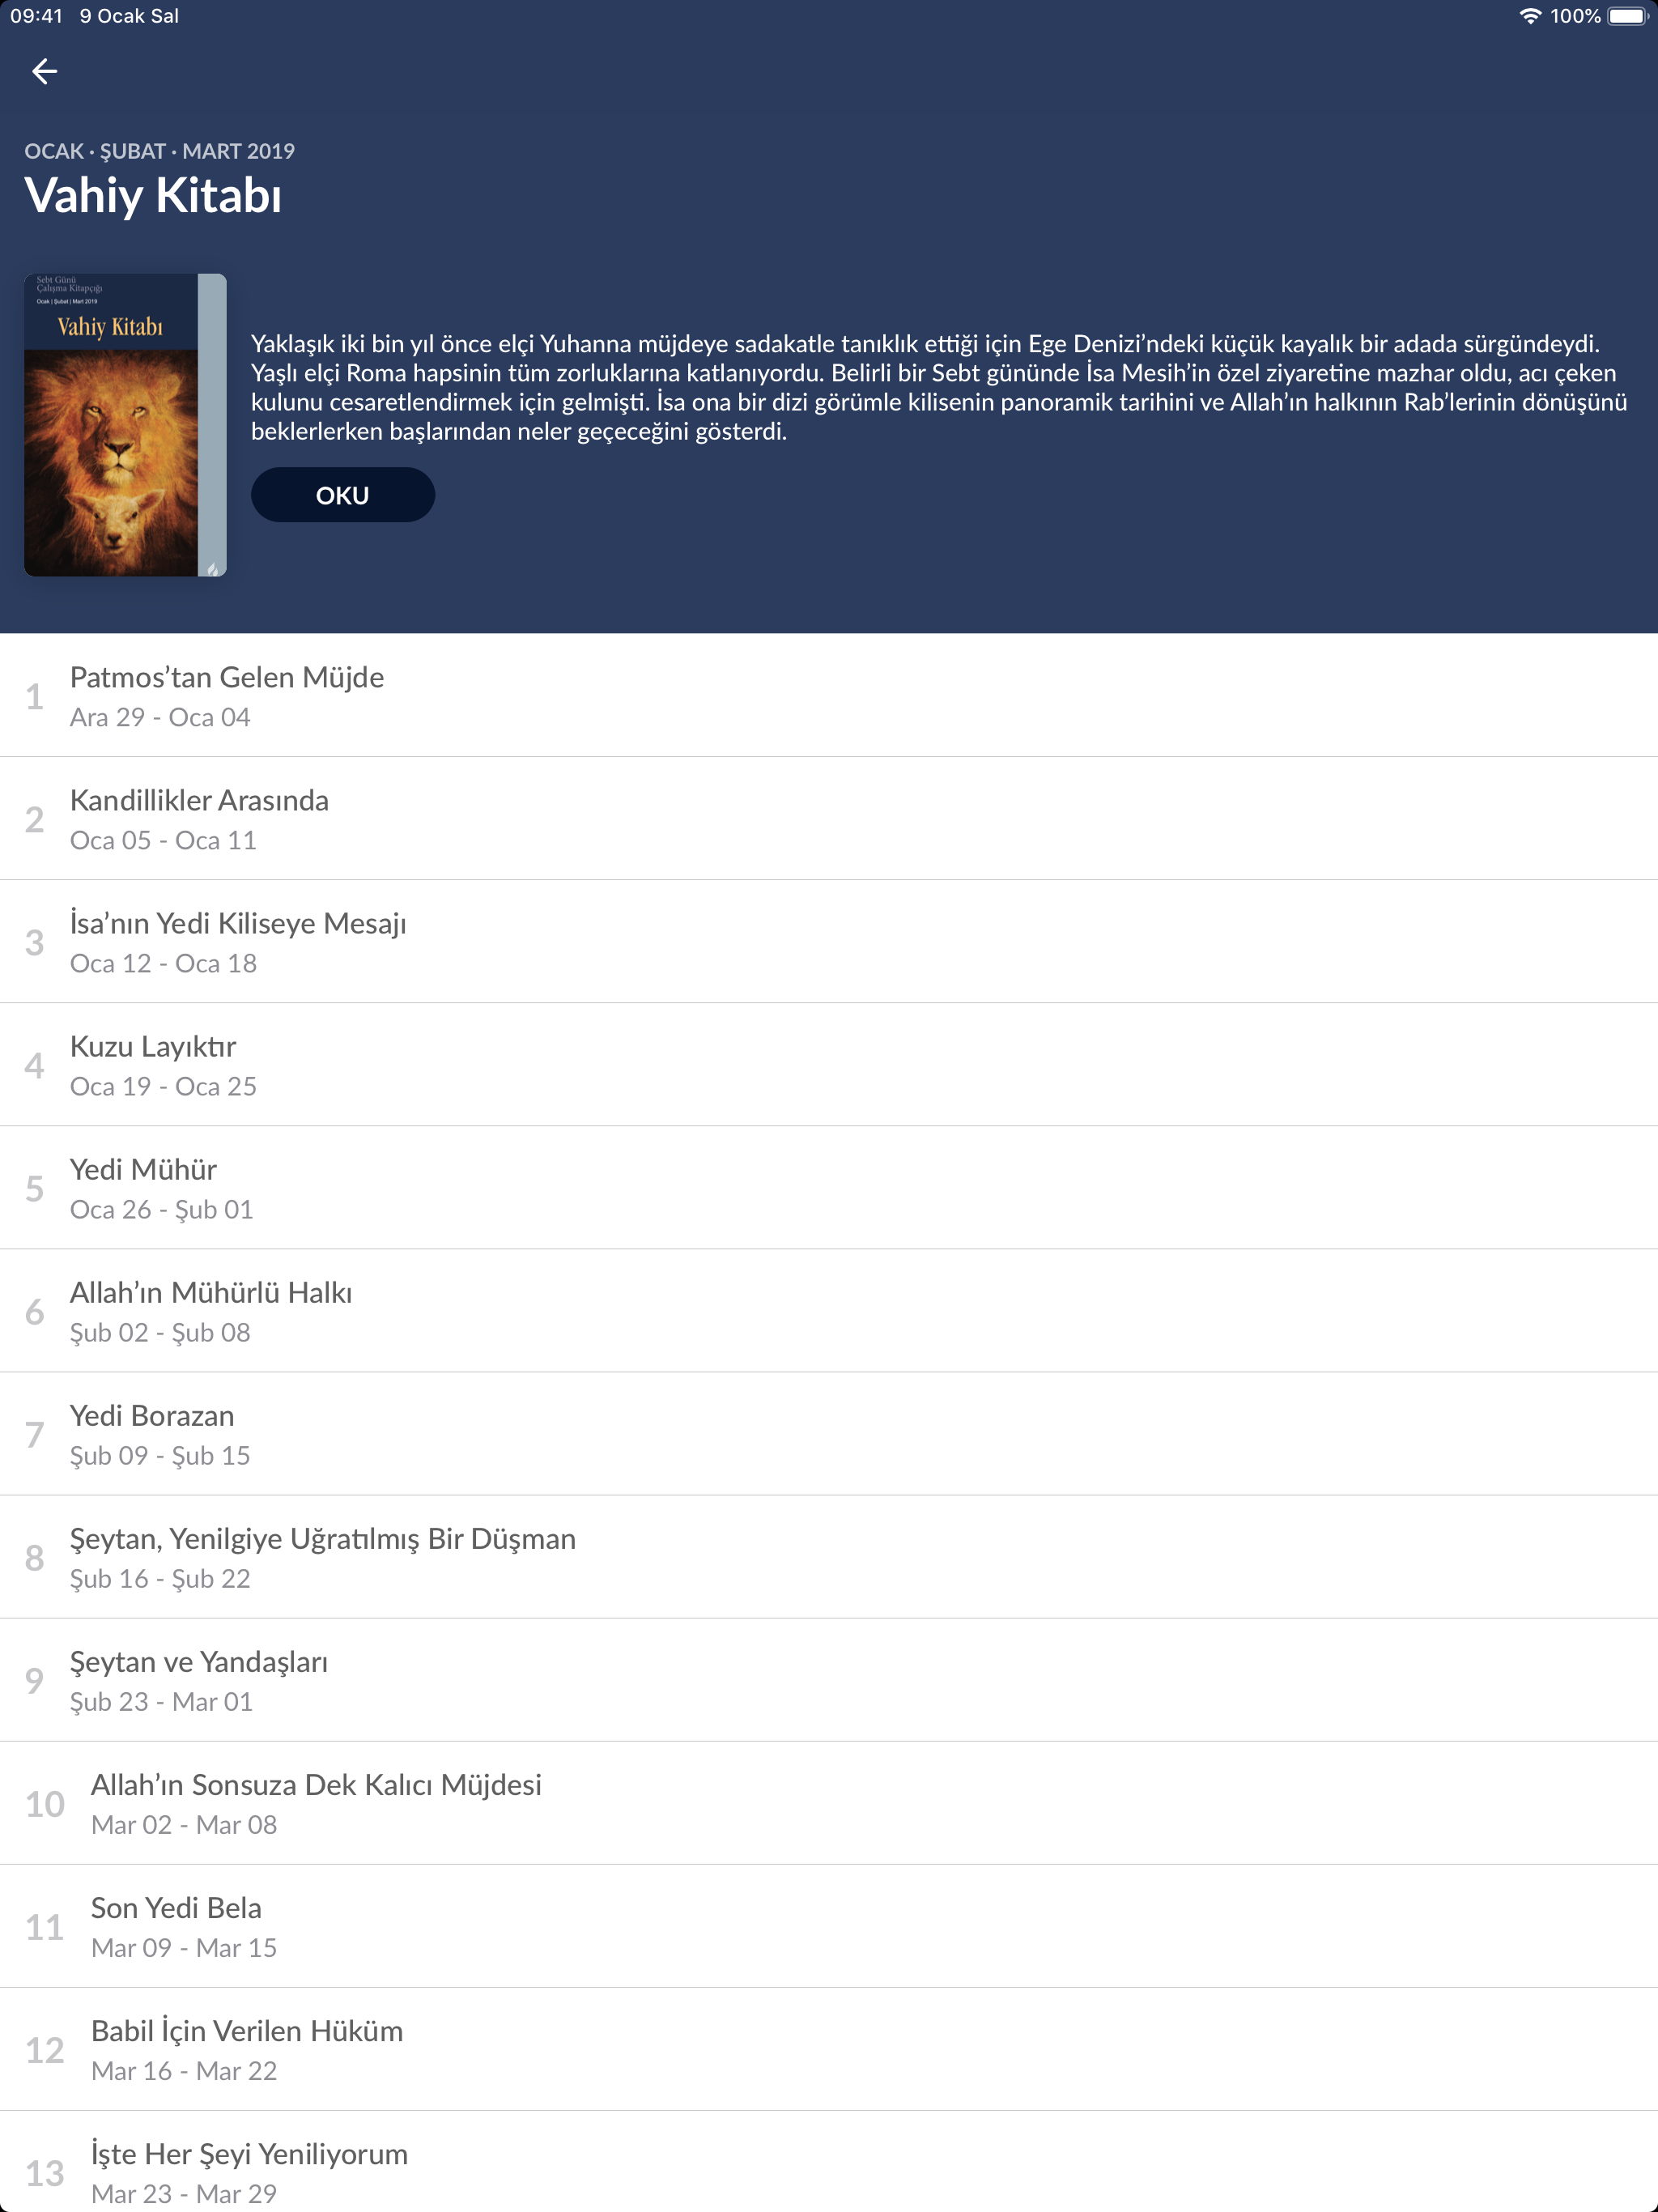 09:41 9 Ocak Sal 100%
OCAK · ŞUBAT · MART 2019
Vahiy Kitabı
Sebt Günü
Çalışma Kitapçığı
Ocak | Şubat | Mart 2019
Vahiy Kitabı
Yaklaşık iki bin yıl önce elçi Yuhanna müjdeye sadakatle tanıklık ettiği için Ege Denizi’ndeki küçük kayalık bir adada sürgündeydi.
Yaşlı elçi Roma hapsinin tüm zorluklarına katlanıyordu. Belirli bir Sebt gününde İsa Mesih’in özel ziyaretine mazhar oldu, acı çeken
kulunu cesaretlendirmek için gelmişti. İsa ona bir dizi görümle kilisenin panoramik tarihini ve Allah’ın halkının Rab’lerinin dönüşünü
beklerlerken başlarından neler geçeceğini gösterdi.
OKU
1 Patmos’tan Gelen Müjde
Ara 29 - Oca 04
2 Kandillikler Arasında
Oca 05 - Oca 11
3 İsa’nın Yedi Kiliseye Mesajı
Oca 12 - Oca 18
4 Kuzu Layıktır
Oca 19 - Oca 25
5 Yedi Mühür
Oca 26 - Şub 01
6 Allah’ın Mühürlü Halkı
Şub 02 - Şub 08
7 Yedi Borazan
Şub 09 - Şub 15
8 Şeytan, Yenilgiye Uğratılmış Bir Düşman
Şub 16 - Şub 22
9 Şeytan ve Yandaşları
Şub 23 - Mar 01
10 Allah’ın Sonsuza Dek Kalıcı Müjdesi
Mar 02 - Mar 08
11 Son Yedi Bela
Mar 09 - Mar 15
12 Babil İçin Verilen Hüküm
Mar 16 - Mar 22
13 İşte Her Şeyi Yeniliyorum
Mar 23 - Mar 29